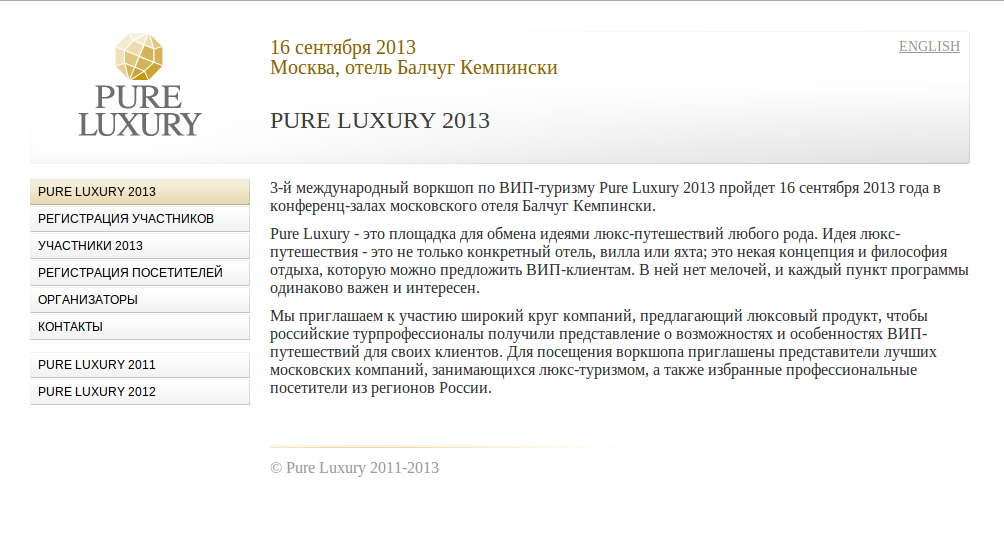 PURE
LUXURY
16 сентября 2013
Москва, отель Балчуг Кемпински
ENGLISH
PURE LUXURY 2013
PURE LUXURY 2013
РЕГИСТРАЦИЯ УЧАСТНИКОВ
УЧАСТНИКИ 2013
РЕГИСТРАЦИЯ ПОСЕТИТЕЛЕЙ
ОРГАНИЗАТОРЫ
КОНТАКТЫ
PURE LUXURY 2011
PURE LUXURY 2012
3-й международный воркшоп по ВИП-туризму Pure Luxury 2013 пройдет 16 сентября 2013 года в
конференц-залах московского отеля Балчуг Кемпински.
Pure Luxury - это площадка для обмена идеями люкс-путешествий любого рода. Идея люкс-
путешествия - это не только конкретный отель, вилла или яхта; это некая концепция и философия
отдыха, которую можно предложить ВИП-клиентам. В ней нет мелочей, и каждый пункт программы
одинаково важен и интересен.
Мы приглашаем к участию широкий круг компаний, предлагающий люксовый продукт, чтобы
российские турпрофессионалы получили представление о возможностях и особенностях ВИП-
путешествий для своих клиентов. Для посещения воркшопа приглашены представители лучших
московских компаний, занимающихся люкс-туризмом, а также избранные профессиональные
посетители из регионов России.
© Pure Luxury 2011-2013